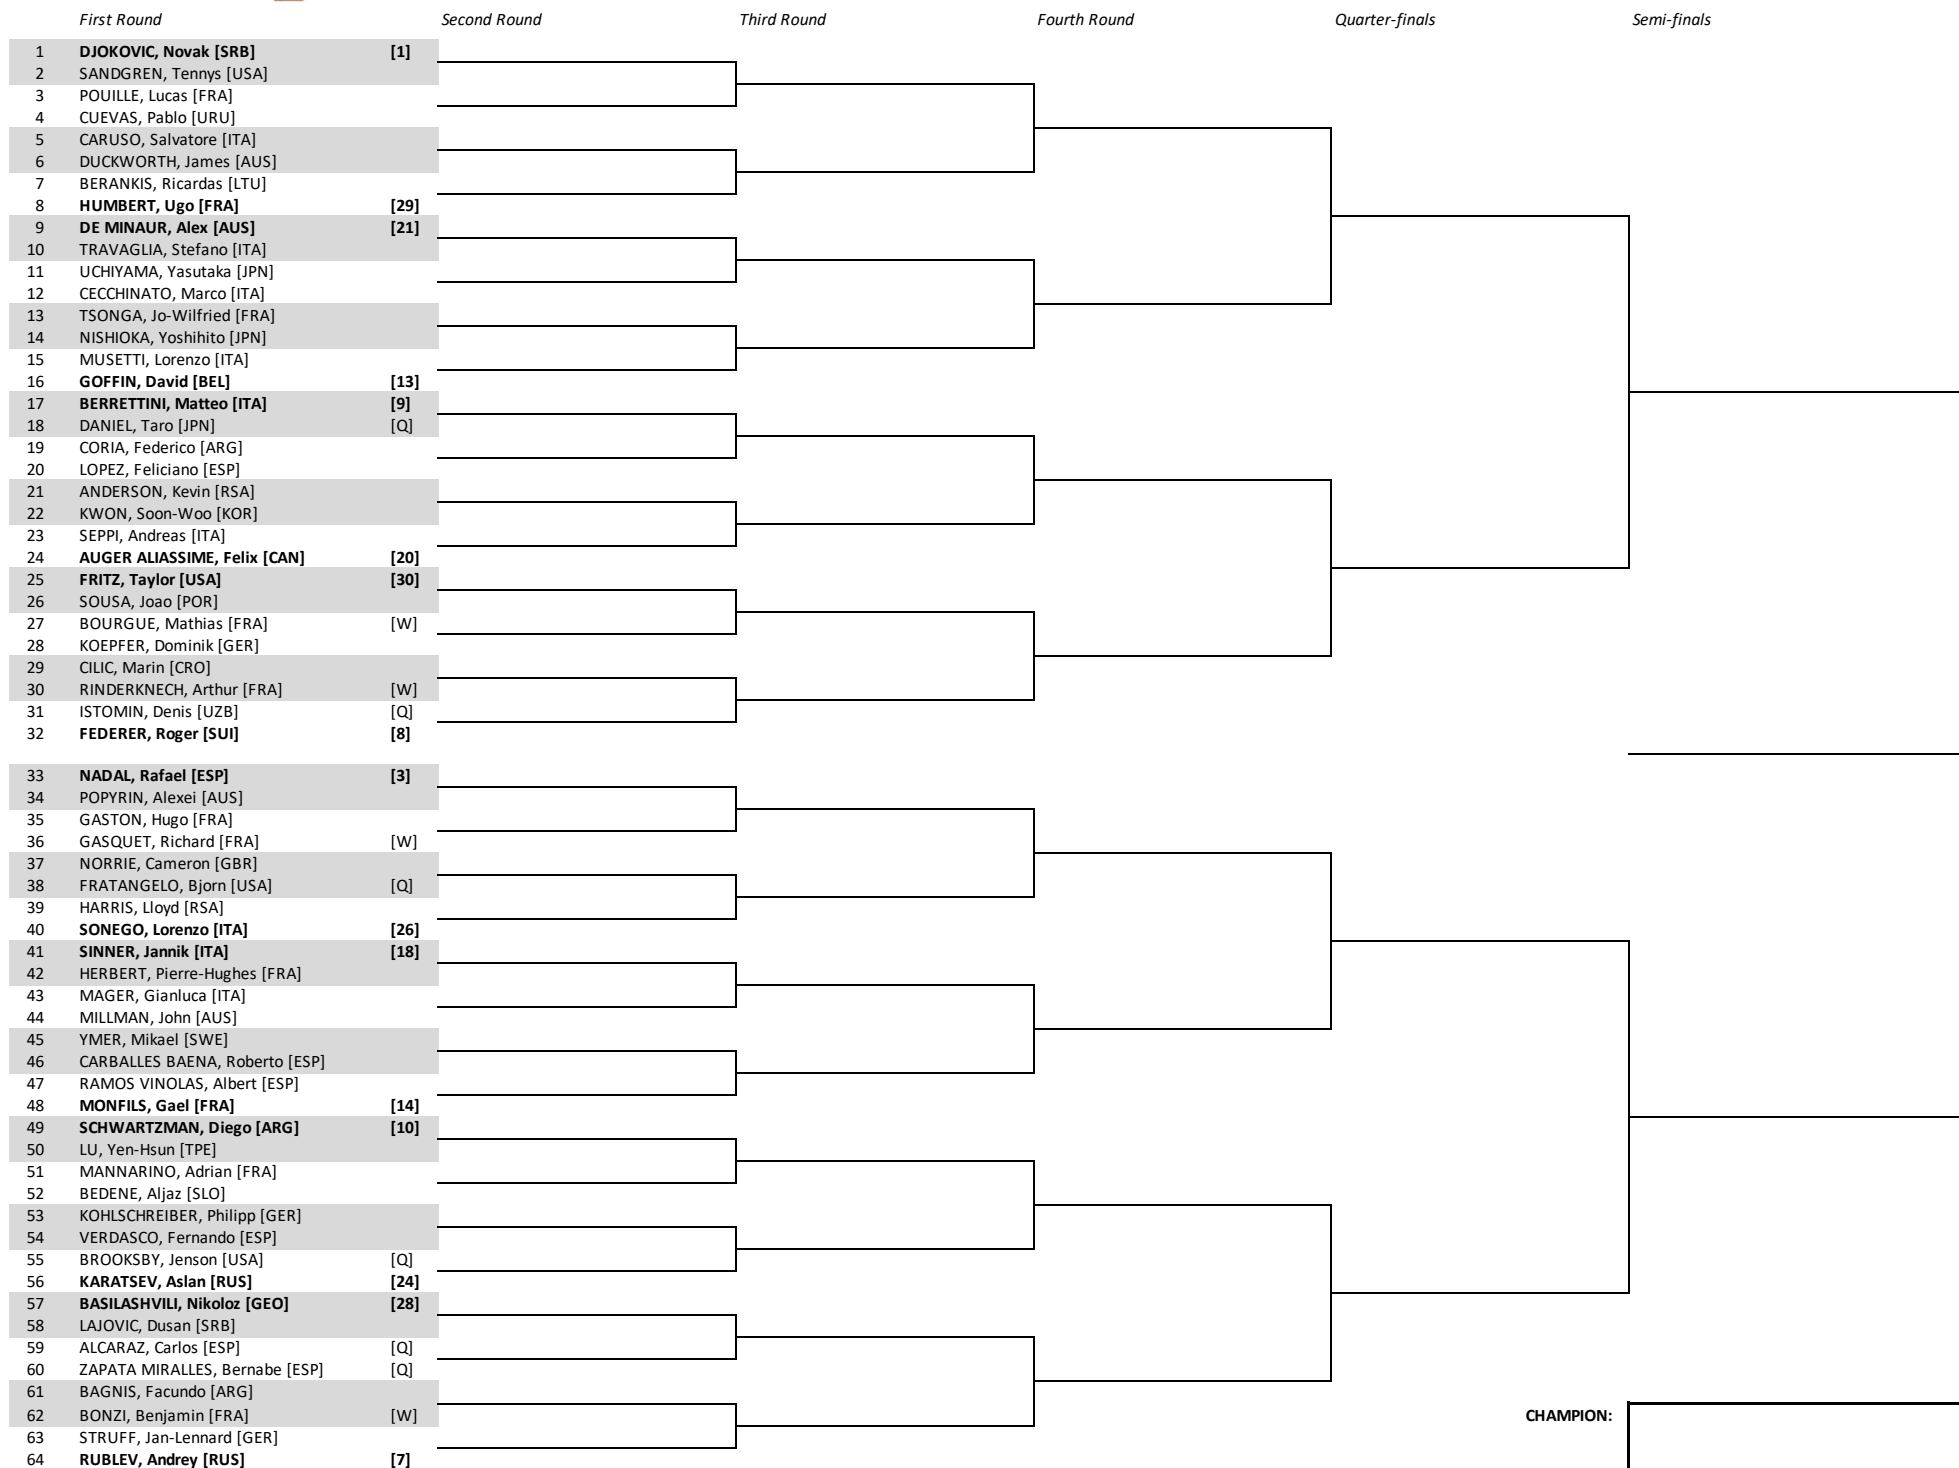 First Round Second Round Third Round Fourth Round Quarter-finals Semi-finals
1 DJOKOVIC, Novak [SRB] [1]
2 SANDGREN, Tennys [USA]
3 POUILLE, Lucas [FRA]
4 CUEVAS, Pablo [URU]
5 CARUSO, Salvatore [ITA]
6 DUCKWORTH, James [AUS]
7 BERANKIS, Ricardas [LTU]
8 HUMBERT, Ugo [FRA] [29]
9 DE MINAUR, Alex [AUS] [21]
10 TRAVAGLIA, Stefano [ITA]
11 UCHIYAMA, Yasutaka [JPN]
12 CECCHINATO, Marco [ITA]
13 TSONGA, Jo-Wilfried [FRA]
14 NISHIOKA, Yoshihito [JPN]
15 MUSETTI, Lorenzo [ITA]
16 GOFFIN, David [BEL] [13]
17 BERRETTINI, Matteo [ITA] [9]
18 DANIEL, Taro [JPN] [Q]
19 CORIA, Federico [ARG]
20 LOPEZ, Feliciano [ESP]
21 ANDERSON, Kevin [RSA]
22 KWON, Soon-Woo [KOR]
23 SEPPI, Andreas [ITA]
24 AUGER ALIASSIME, Felix [CAN] [20]
25 FRITZ, Taylor [USA] [30]
26 SOUSA, Joao [POR]
27 BOURGUE, Mathias [FRA] [W]
28 KOEPFER, Dominik [GER]
29 CILIC, Marin [CRO]
30 RINDERKNECH, Arthur [FRA] [W]
31 ISTOMIN, Denis [UZB] [Q]
32 FEDERER, Roger [SUI] [8]
33 NADAL, Rafael [ESP] [3]
34 POPYRIN, Alexei [AUS]
35 GASTON, Hugo [FRA]
36 GASQUET, Richard [FRA] [W]
37 NORRIE, Cameron [GBR]
38 FRATANGELO, Bjorn [USA] [Q]
39 HARRIS, Lloyd [RSA]
40 SONEGO, Lorenzo [ITA] [26]
41 SINNER, Jannik [ITA] [18]
42 HERBERT, Pierre-Hughes [FRA]
43 MAGER, Gianluca [ITA]
44 MILLMAN, John [AUS]
45 YMER, Mikael [SWE]
46 CARBALLES BAENA, Roberto [ESP]
47 RAMOS VINOLAS, Albert [ESP]
48 MONFILS, Gael [FRA] [14]
49 SCHWARTZMAN, Diego [ARG] [10]
50 LU, Yen-Hsun [TPE]
51 MANNARINO, Adrian [FRA]
52 BEDENE, Aljaz [SLO]
53 KOHLSCHREIBER, Philipp [GER]
54 VERDASCO, Fernando [ESP]
55 BROOKSBY, Jenson [USA] [Q]
56 KARATSEV, Aslan [RUS] [24]
57 BASILASHVILI, Nikoloz [GEO] [28]
58 LAJOVIC, Dusan [SRB]
59 ALCARAZ, Carlos [ESP] [Q]
60 ZAPATA MIRALLES, Bernabe [ESP] [Q]
61 BAGNIS, Facundo [ARG]
62 BONZI, Benjamin [FRA] [W] CHAMPION:
63 STRUFF, Jan-Lennard [GER]
64 RUBLEV, Andrey [RUS] [7]